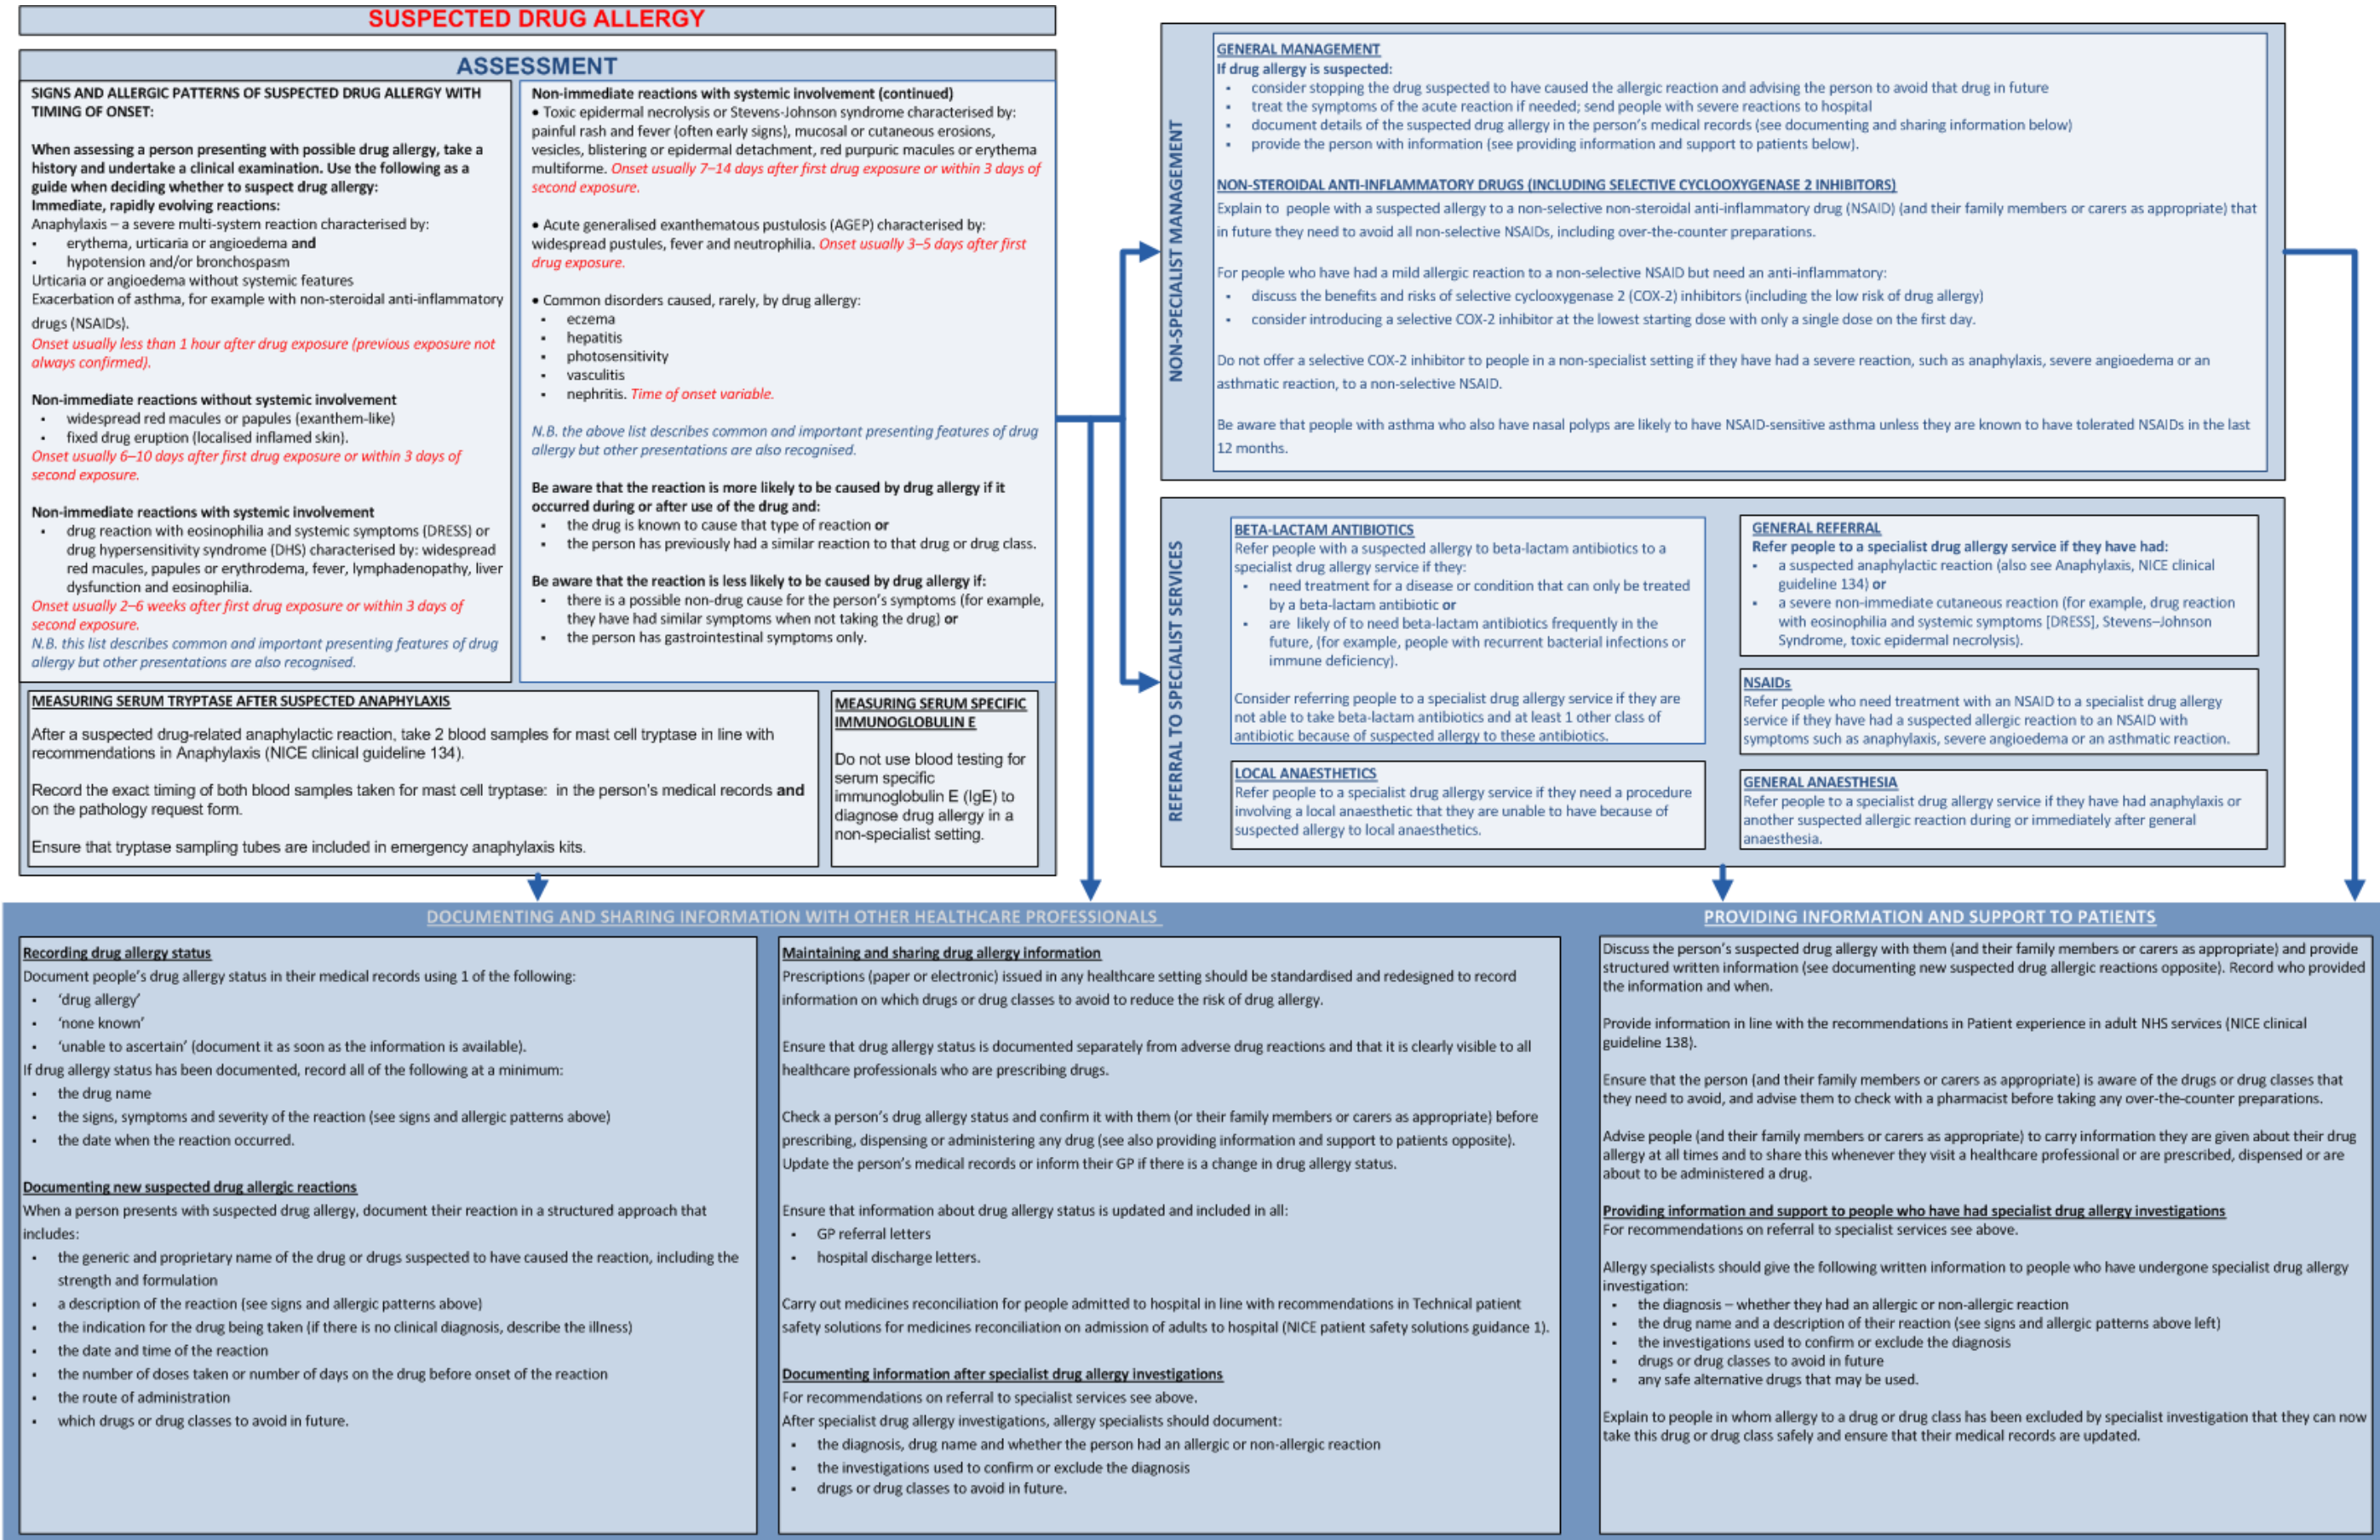 SUSPECTED DRUG ALLERGY
ASSESSMENT
SIGNS AND ALLERGIC PATTERNS OF SUSPECTED DRUG ALLERGY WITH
TIMING OF ONSET:
When assessing a person presenting with possible drug allergy, take a
history and undertake a clinical examination. Use the following as a
guide when deciding whether to suspect drug allergy:
Immediate, rapidly evolving reactions:
Anaphylaxis – a severe multi-system reaction characterised by:
▪ erythema, urticaria or angioedema and
▪ hypotension and/or bronchospasm
Urticaria or angioedema without systemic features
Exacerbation of asthma, for example with non-steroidal anti-inflammatory
drugs (NSAIDs).
Onset usually less than 1 hour after drug exposure (previous exposure not
always confirmed).
Non-immediate reactions without systemic involvement
▪ widespread red macules or papules (exanthem-like)
▪ fixed drug eruption (localised inflamed skin).
Onset usually 6–10 days after first drug exposure or within 3 days of
second exposure.
Non-immediate reactions with systemic involvement
▪ drug reaction with eosinophilia and systemic symptoms (DRESS) or
drug hypersensitivity syndrome (DHS) characterised by: widespread
red macules, papules or erythrodema, fever, lymphadenopathy, liver
dysfunction and eosinophilia.
Onset usually 2–6 weeks after first drug exposure or within 3 days of
second exposure.
N.B. this list describes common and important presenting features of drug
allergy but other presentations are also recognised.
Non-immediate reactions with systemic involvement (continued)
• Toxic epidermal necrolysis or Stevens-Johnson syndrome characterised by:
painful rash and fever (often early signs), mucosal or cutaneous erosions,
vesicles, blistering or epidermal detachment, red purpuric macules or erythema
multiforme. Onset usually 7–14 days after first drug exposure or within 3 days of
second exposure.
• Acute generalised exanthematous pustulosis (AGEP) characterised by:
widespread pustules, fever and neutrophilia. Onset usually 3–5 days after first
drug exposure.
• Common disorders caused, rarely, by drug allergy:
▪ eczema
▪ hepatitis
▪ photosensitivity
▪ vasculitis
▪ nephritis. Time of onset variable.
N.B. the above list describes common and important presenting features of drug
allergy but other presentations are also recognised.
Be aware that the reaction is more likely to be caused by drug allergy if it
occurred during or after use of the drug and:
▪ the drug is known to cause that type of reaction or
▪ the person has previously had a similar reaction to that drug or drug class.
Be aware that the reaction is less likely to be caused by drug allergy if:
▪ there is a possible non-drug cause for the person's symptoms (for example,
they have had similar symptoms when not taking the drug) or
▪ the person has gastrointestinal symptoms only.
MEASURING SERUM TRYPTASE AFTER SUSPECTED ANAPHYLAXIS
After a suspected drug-related anaphylactic reaction, take 2 blood samples for mast cell tryptase in line with
recommendations in Anaphylaxis (NICE clinical guideline 134).
Record the exact timing of both blood samples taken for mast cell tryptase: in the person's medical records and
on the pathology request form.
Ensure that tryptase sampling tubes are included in emergency anaphylaxis kits.
MEASURING SERUM SPECIFIC
IMMUNOGLOBULIN E
Do not use blood testing for
serum specific
immunoglobulin E (IgE) to
diagnose drug allergy in a
non-specialist setting.
NON-SPECIALIST MANAGEMENT
GENERAL MANAGEMENT
If drug allergy is suspected:
▪ consider stopping the drug suspected to have caused the allergic reaction and advising the person to avoid that drug in future
▪ treat the symptoms of the acute reaction if needed; send people with severe reactions to hospital
▪ document details of the suspected drug allergy in the person's medical records (see documenting and sharing information below)
▪ provide the person with information (see providing information and support to patients below).
NON-STEROIDAL ANTI-INFLAMMATORY DRUGS (INCLUDING SELECTIVE CYCLOOXYGENASE 2 INHIBITORS)
Explain to people with a suspected allergy to a non-selective non-steroidal anti-inflammatory drug (NSAID) (and their family members or carers as appropriate) that
in future they need to avoid all non-selective NSAIDs, including over-the-counter preparations.
For people who have had a mild allergic reaction to a non-selective NSAID but need an anti-inflammatory:
▪ discuss the benefits and risks of selective cyclooxygenase 2 (COX-2) inhibitors (including the low risk of drug allergy)
▪ consider introducing a selective COX-2 inhibitor at the lowest starting dose with only a single dose on the first day.
Do not offer a selective COX-2 inhibitor to people in a non-specialist setting if they have had a severe reaction, such as anaphylaxis, severe angioedema or an
asthmatic reaction, to a non-selective NSAID.
Be aware that people with asthma who also have nasal polyps are likely to have NSAID-sensitive asthma unless they are known to have tolerated NSAIDs in the last
12 months.
REFERRAL TO SPECIALIST SERVICES
BETA-LACTAM ANTIBIOTICS
Refer people with a suspected allergy to beta-lactam antibiotics to a
specialist drug allergy service if they:
▪ need treatment for a disease or condition that can only be treated
by a beta-lactam antibiotic or
▪ are likely of to need beta-lactam antibiotics frequently in the
future, (for example, people with recurrent bacterial infections or
immune deficiency).
Consider referring people to a specialist drug allergy service if they are
not able to take beta-lactam antibiotics and at least 1 other class of
antibiotic because of suspected allergy to these antibiotics.
LOCAL ANAESTHETICS
Refer people to a specialist drug allergy service if they need a procedure
involving a local anaesthetic that they are unable to have because of
suspected allergy to local anaesthetics.
GENERAL REFERRAL
Refer people to a specialist drug allergy service if they have had:
▪ a suspected anaphylactic reaction (also see Anaphylaxis, NICE clinical
guideline 134) or
▪ a severe non-immediate cutaneous reaction (for example, drug reaction
with eosinophilia and systemic symptoms [DRESS], Stevens–Johnson
Syndrome, toxic epidermal necrolysis).
NSAIDs
Refer people who need treatment with an NSAID to a specialist drug allergy
service if they have had a suspected allergic reaction to an NSAID with
symptoms such as anaphylaxis, severe angioedema or an asthmatic reaction.
GENERAL ANAESTHESIA
Refer people to a specialist drug allergy service if they have had anaphylaxis or
another suspected allergic reaction during or immediately after general
anaesthesia.
DOCUMENTING AND SHARING INFORMATION WITH OTHER HEALTHCARE PROFESSIONALS
Recording drug allergy status
Document people's drug allergy status in their medical records using 1 of the following:
▪ 'drug allergy'
▪ 'none known'
▪ 'unable to ascertain' (document it as soon as the information is available).
If drug allergy status has been documented, record all of the following at a minimum:
▪ the drug name
▪ the signs, symptoms and severity of the reaction (see signs and allergic patterns above)
▪ the date when the reaction occurred.
Documenting new suspected drug allergic reactions
When a person presents with suspected drug allergy, document their reaction in a structured approach that
includes:
▪ the generic and proprietary name of the drug or drugs suspected to have caused the reaction, including the
strength and formulation
▪ a description of the reaction (see signs and allergic patterns above)
▪ the indication for the drug being taken (if there is no clinical diagnosis, describe the illness)
▪ the date and time of the reaction
▪ the number of doses taken or number of days on the drug before onset of the reaction
▪ the route of administration
▪ which drugs or drug classes to avoid in future.
Maintaining and sharing drug allergy information
Prescriptions (paper or electronic) issued in any healthcare setting should be standardised and redesigned to record
information on which drugs or drug classes to avoid to reduce the risk of drug allergy.
Ensure that drug allergy status is documented separately from adverse drug reactions and that it is clearly visible to all
healthcare professionals who are prescribing drugs.
Check a person's drug allergy status and confirm it with them (or their family members or carers as appropriate) before
prescribing, dispensing or administering any drug (see also providing information and support to patients opposite).
Update the person's medical records or inform their GP if there is a change in drug allergy status.
Ensure that information about drug allergy status is updated and included in all:
▪ GP referral letters
▪ hospital discharge letters.
Carry out medicines reconciliation for people admitted to hospital in line with recommendations in Technical patient
safety solutions for medicines reconciliation on admission of adults to hospital (NICE patient safety solutions guidance 1).
Documenting information after specialist drug allergy investigations
For recommendations on referral to specialist services see above.
After specialist drug allergy investigations, allergy specialists should document:
▪ the diagnosis, drug name and whether the person had an allergic or non-allergic reaction
▪ the investigations used to confirm or exclude the diagnosis
▪ drugs or drug classes to avoid in future.
PROVIDING INFORMATION AND SUPPORT TO PATIENTS
Discuss the person's suspected drug allergy with them (and their family members or carers as appropriate) and provide
structured written information (see documenting new suspected drug allergic reactions opposite). Record who provided
the information and when.
Provide information in line with the recommendations in Patient experience in adult NHS services (NICE clinical
guideline 138).
Ensure that the person (and their family members or carers as appropriate) is aware of the drugs or drug classes that
they need to avoid, and advise them to check with a pharmacist before taking any over-the-counter preparations.
Advise people (and their family members or carers as appropriate) to carry information they are given about their drug
allergy at all times and to share this whenever they visit a healthcare professional or are prescribed, dispensed or are
about to be administered a drug.
Providing information and support to people who have had specialist drug allergy investigations
For recommendations on referral to specialist services see above.
Allergy specialists should give the following written information to people who have undergone specialist drug allergy
investigation:
▪ the diagnosis – whether they had an allergic or non-allergic reaction
▪ the drug name and a description of their reaction (see signs and allergic patterns above left)
▪ the investigations used to confirm or exclude the diagnosis
▪ drugs or drug classes to avoid in future
▪ any safe alternative drugs that may be used.
Explain to people in whom allergy to a drug or drug class has been excluded by specialist investigation that they can now
take this drug or drug class safely and ensure that their medical records are updated.